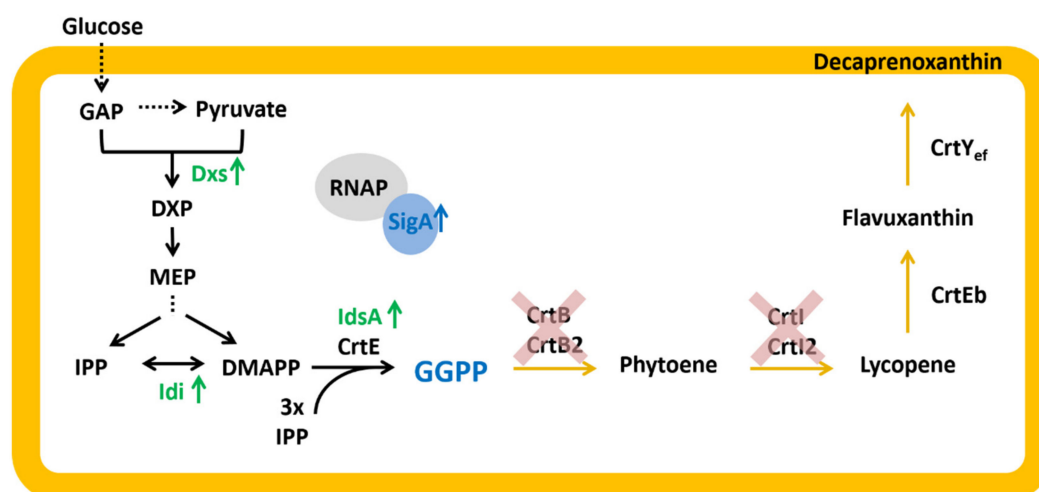 Glucose
Decaprenoxanthin
GAP
Pyruvate
Dxs
DXP
MEP
IPP
Idi
DMAPP
IdsA
CrtE
3x
IPP
RNAP
SigA
GGPP
CrtB
CrtB2
Phytoene
CrtI
CrtI2
Lycopene
CrtEb
Flavuxanthin
CrtYef